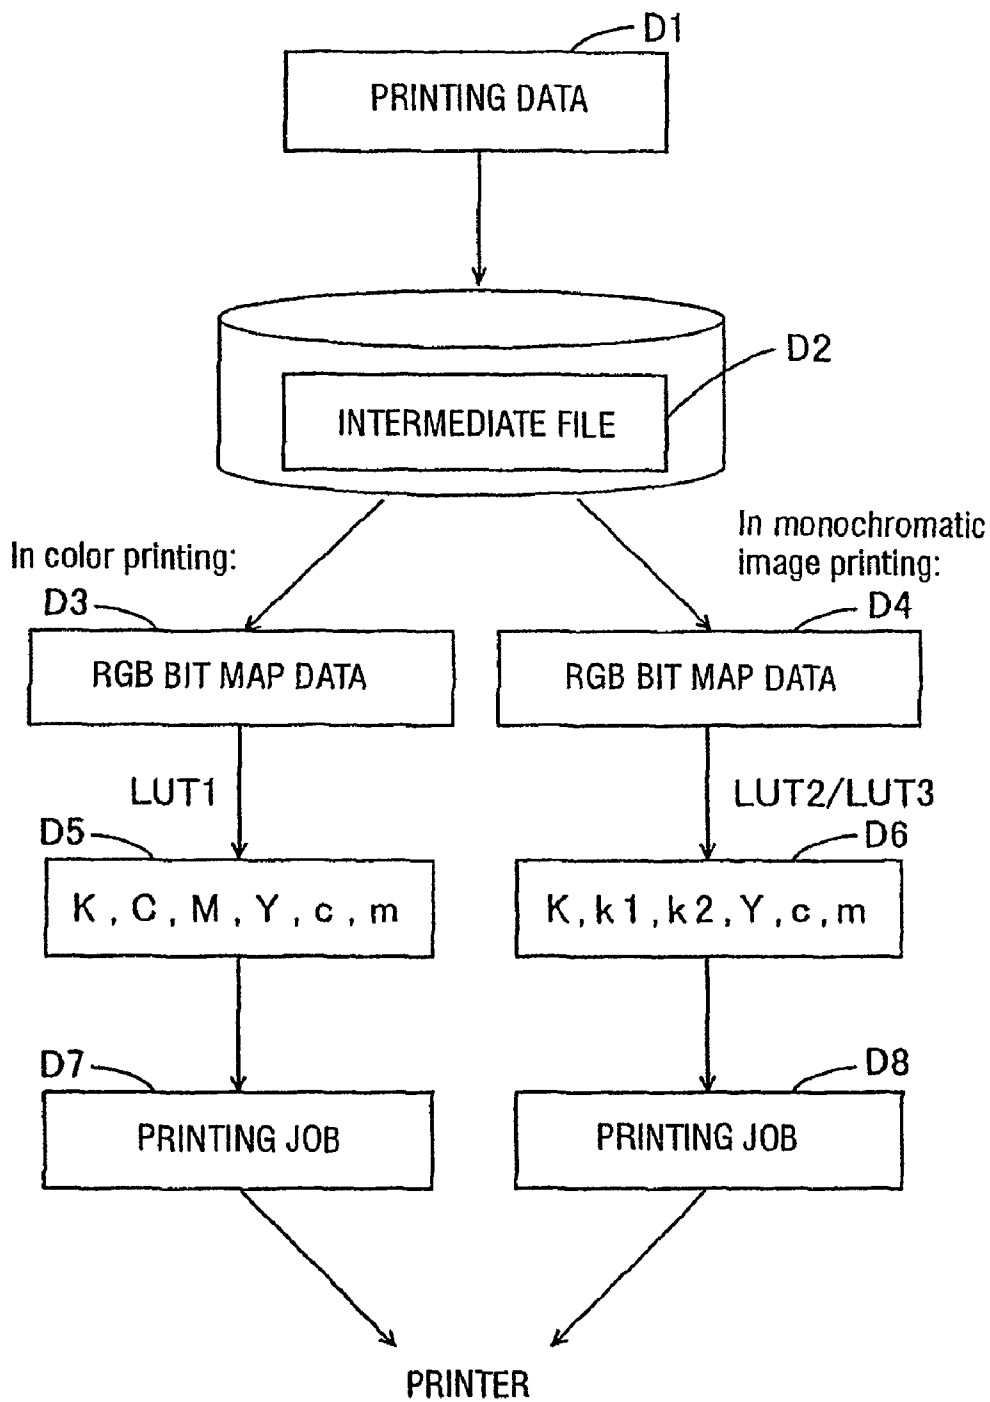 D1
PRINTING DATA
D2
INTERMEDIATE FILE
In color printing:
In monochromatic
image printing:
D3
D4
RGB BIT MAP DATA
RGB BIT MAP DATA
LUT1
LUT2/LUT3
D5
D6
K, C, M, Y, c, m
K, k1, k2, Y, c, m
D7
D8
PRINTING JOB
PRINTING JOB
PRINTER